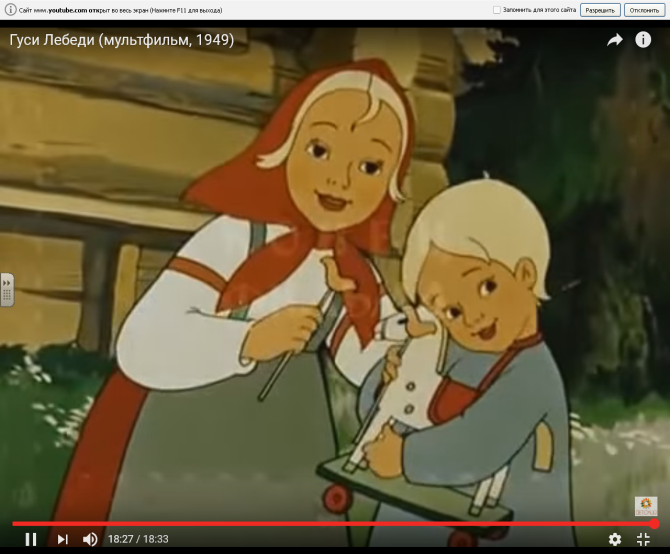 Сайт www.youtube.com открыт во весь экран (Нажмите F11 для выхода)
Запомнить для этого сайта
Разрешить
Отклонить
Гуси Лебеди (мультфильм, 1949)
18:27 / 18:33